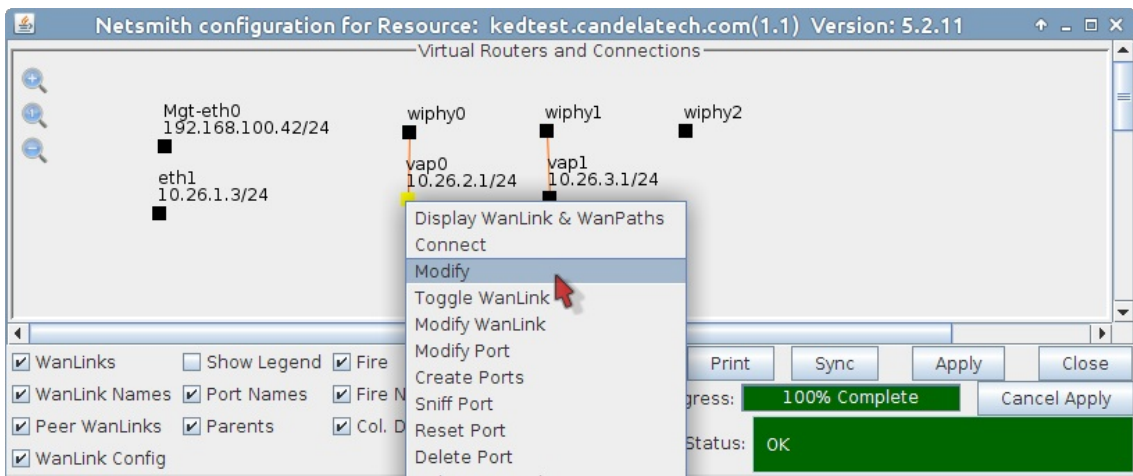 Netsmith configuration for Resource: kedtest.candelatech.com(1.1) Version: 5.2.11
Virtual Routers and Connections
Mgt-eth0
192.168.100.42/24
wiphy0
wiphy1
wiphy2
eth1
10.26.1.3/24
vap0
10.26.2.1/24
vap1
10.26.3.1/24
Display WanLink & WanPaths
Connect
Modify
Toggle WanLink
Modify WanLink
Modify Port
Create Ports
Sniff Port
Reset Port
Delete Port
WanLinks
Show Legend
Fire
Print
Sync
Apply
Close
WanLink Names
Port Names
Fire N
gress:
100% Complete
Cancel Apply
Peer WanLinks
Parents
Col. D
Status:
OK
WanLink Config